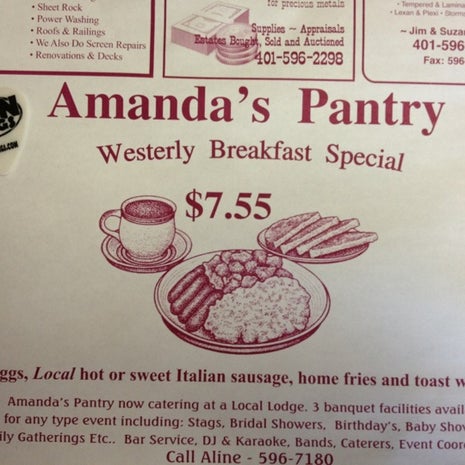 • Sheet Rock
• Power Washing
• Roofs & Railings
• We Also Do Screen Repairs
• Renovations & Decks
for precious metals
Supplies ~ Appraisals
Estates Bought, Sold and Auctioned
401-596-2298
• Tempered & Lamina
• Lexan & Plexi • Storm
~ Jim & Suza
401-596
Fax: 596
Amanda's Pantry
Westerly Breakfast Special
$7.55
ggs, Local hot or sweet Italian sausage, home fries and toast w
Amanda's Pantry now catering at a Local Lodge. 3 banquet facilities avail
for any type event including: Stags, Bridal Showers, Birthday's, Baby Show
ily Gatherings Etc.. Bar Service, DJ & Karaoke, Bands, Caterers, Event Coor
Call Aline - 596-7180